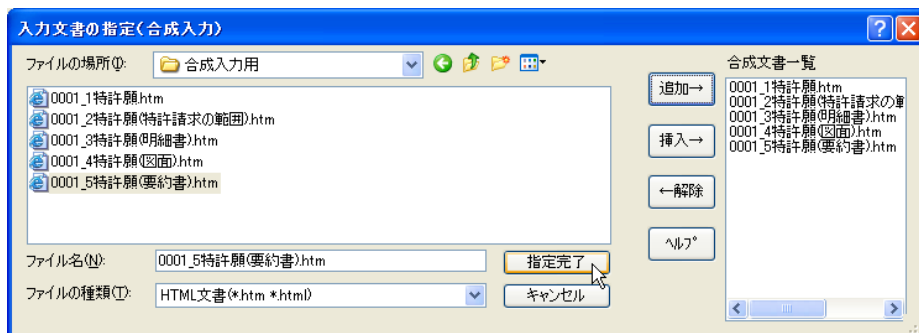 入力文書の指定(合成入力)
ファイルの場所(I):
合成入力用
0001_1特許願.htm
0001_2特許願(特許請求の範囲).htm
0001_3特許願(明細書).htm
0001_4特許願(図面).htm
0001_5特許願(要約書).htm
ファイル名(N):
0001_5特許願(要約書).htm
指定完了
ファイルの種類(T):
HTML文書(*.htm *.html)
キャンセル
追加→
挿入→
←解除
ヘルプ
合成文書一覧
0001_1特許願.htm
0001_2特許願(特許請求の範
0001_3特許願(明細書).htm
0001_4特許願(図面).htm
0001_5特許願(要約書).htm